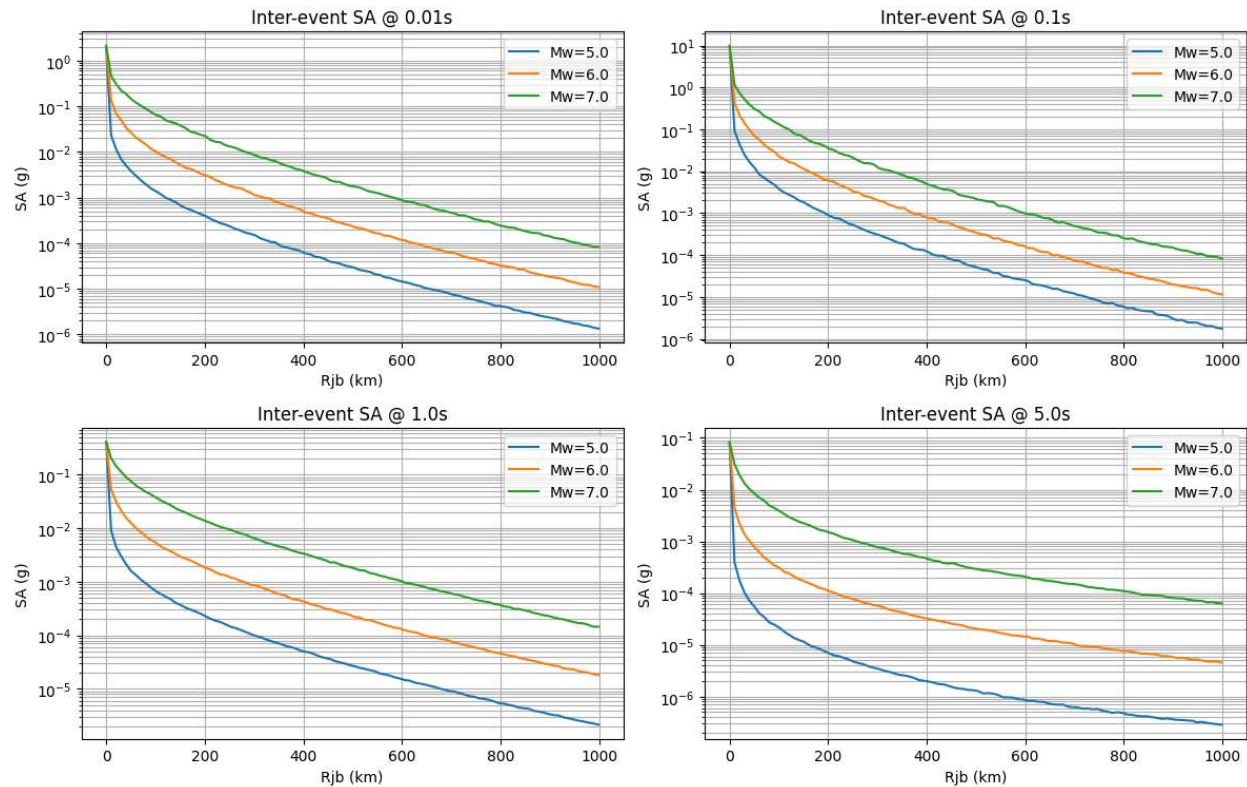 Inter-event SA @ 0.01s
Mw=5.0
Mw=6.0
Mw=7.0
10⁰
10⁻¹
10⁻²
10⁻³
10⁻⁴
10⁻⁵
10⁻⁶
SA (g)
0 200 400 600 800 1000
Rjb (km)
Inter-event SA @ 0.1s
Mw=5.0
Mw=6.0
Mw=7.0
10¹
10⁰
10⁻¹
10⁻²
10⁻³
10⁻⁴
10⁻⁵
10⁻⁶
SA (g)
0 200 400 600 800 1000
Rjb (km)
Inter-event SA @ 1.0s
Mw=5.0
Mw=6.0
Mw=7.0
10⁻¹
10⁻²
10⁻³
10⁻⁴
10⁻⁵
SA (g)
0 200 400 600 800 1000
Rjb (km)
Inter-event SA @ 5.0s
Mw=5.0
Mw=6.0
Mw=7.0
10⁻¹
10⁻²
10⁻³
10⁻⁴
10⁻⁵
10⁻⁶
SA (g)
0 200 400 600 800 1000
Rjb (km)